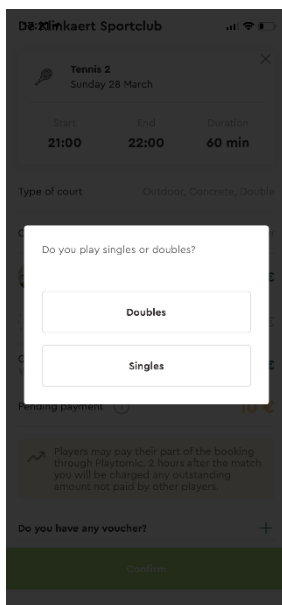 Sportclub
Tennis 2
Sunday 28 March
Start End Duration
21:00 22:00 60 min
Type of court Outdoor, Concrete, Double
Do you play singles or doubles?
Doubles
Singles
Pending payment i
Players may pay their part of the booking
through Playtomic. 2 hours after the match
you will be charged any outstanding
amount not paid by other players.
Do you have any voucher? +
Confirm